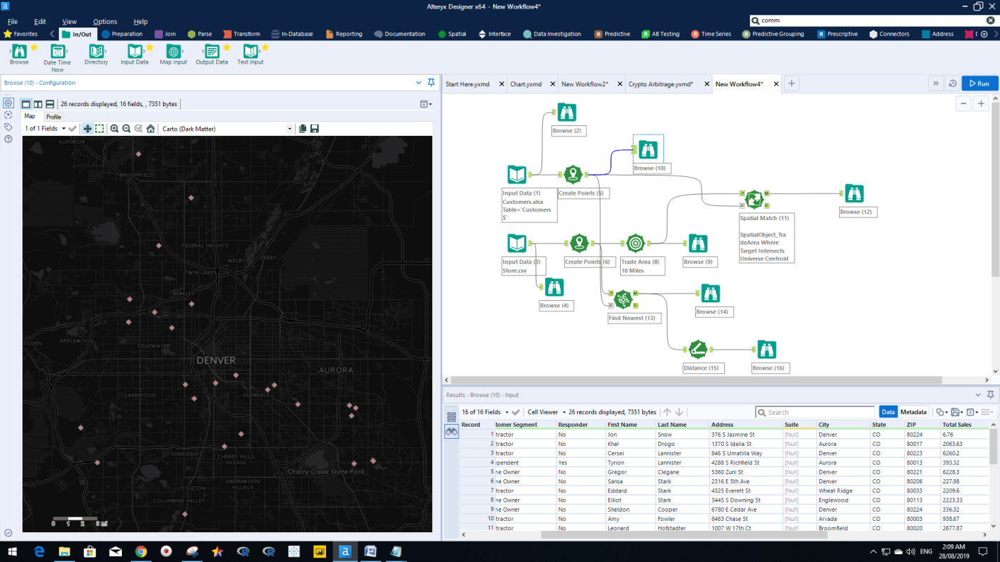 Alteryx Designer x64 - New Workflow4*
File Edit View Options Help
comm
Favorites In/Out Preparation Join Parse Transform In-Database Reporting Documentation Spatial Interface Data Investigation Predictive AB Testing Time Series Predictive Grouping Prescriptive Connectors Address
Browse Date Time Now Directory Input Data Map Input Output Data Text Input
Browse (10) - Configuration
26 records displayed, 16 fields, , 7351 bytes
Map Profile
1 of 1 Fields Carto (Dark Matter)
SUPERIOR
BROOMFIELD
FEDERAL HEIGHTS
WELBY DERBY
TWIN LAKES
BERKLEY
OLDEN APPLEWOOD
EDGEWATER
DENVER
AURORA
LAKEWOOD GLENDALE
SHERIDAN
CHERRY HILLS
VILLAGE
Cherry Creek State Park
GREENWOOD
VILLAGE
LITTLETON
COLUMBINE VALLEY
0 1 2 3 mi
Start Here.yxmd Chart.yxmd New Workflow2* Crypto Arbitrage.yxmd* New Workflow4*
Run
Browse (2)
Browse (10)
Input Data (1)
Customers.xlsx
Table=`Customers
$`
Create Points (5)
Browse (12)
Spatial Match (11)
SpatialObject_Tra
deArea Where
Target Intersects
Universe Centroid
Input Data (3)
Store.csv
Create Points (6)
Trade Area (8)
10 Miles
Browse (9)
Browse (4)
Find Nearest (13)
Browse (14)
Distance (15)
Browse (16)
Results - Browse (10) - Input
16 of 16 Fields Cell Viewer 26 records displayed, 7351 bytes Search Data Metadata
Record tomer Segment Responder First Name Last Name Address Suite City State ZIP Total Sales
1 tractor No Jon Snow 376 S Jasmine St [Null] Denver CO 80224 6.76
2 tractor No Khal Drogo 1370 S Idalia St [Null] Aurora CO 80017 2063.63
3 tractor No Cersei Lannister 846 S Umatilla Way [Null] Denver CO 80223 6260.2
4 pendent Yes Tyrion Lannister 4288 S Richfield St [Null] Aurora CO 80013 393.32
5 ne Owner No Gregor Clegane 5360 Zuni St [Null] Denver CO 80221 6228.3
6 ne Owner No Sansa Stark 2316 E 5th Ave [Null] Denver CO 80206 227.98
7 tractor No Eddard Stark 4325 Everett St [Null] Wheat Ridge CO 80033 2209.6
8 ne Owner No Elliot Stark 3445 S Downing St [Null] Englewood CO 80113 2223.33
9 ne Owner No Sheldon Cooper 6780 E Cedar Ave [Null] Denver CO 80224 336.32
10 tractor No Amy Fowler 8463 Chase St [Null] Arvada CO 80003 938.67
11 tractor No Leonard Hofstadter 1007 W 17th Ct [Null] Broomfield CO 80020 2677.87
ENG
2:09 AM
28/08/2019